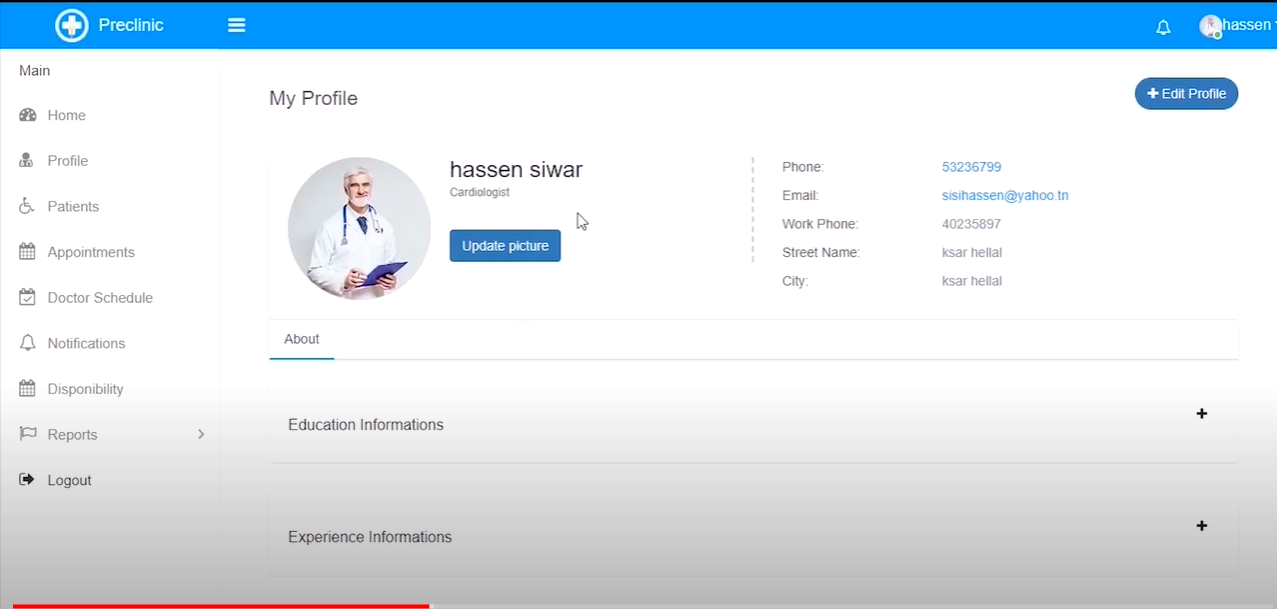 Preclinic
hassen
Main
Home
Profile
Patients
Appointments
Doctor Schedule
Notifications
Disponibility
Reports
Logout
My Profile
Edit Profile
hassen siwar
Cardiologist
Update picture
Phone: 53236799
Email: sisihassen@yahoo.tn
Work Phone: 40235897
Street Name: ksar hellal
City: ksar hellal
About
Education Informations
Experience Informations